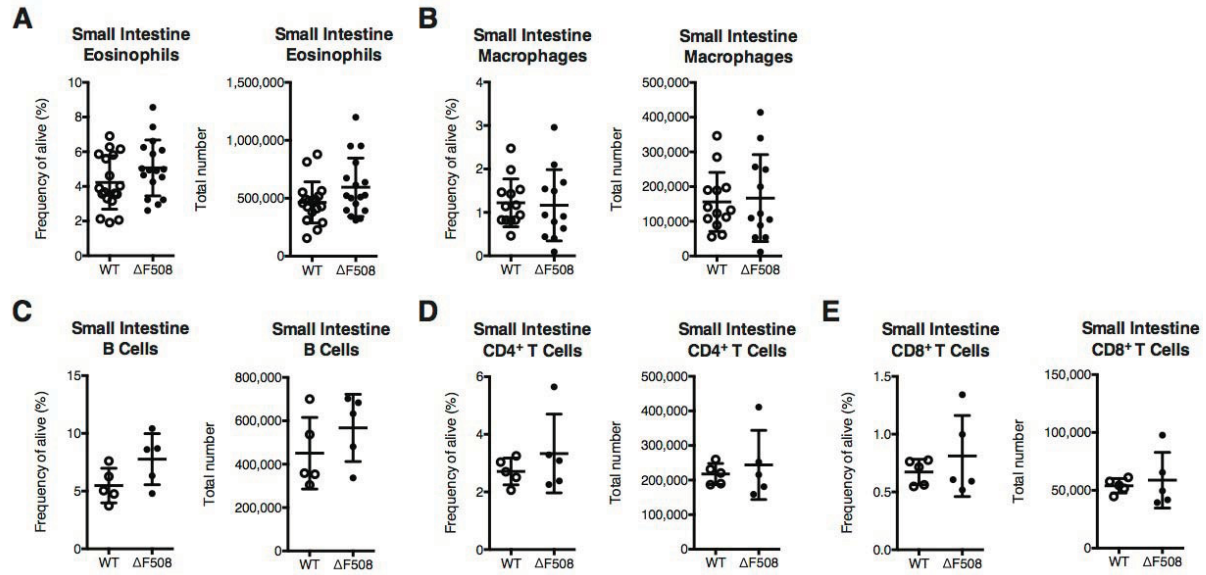 A
Small Intestine
Eosinophils
Frequency of alive (%)
10
8
6
4
2
0
WT ΔF508
Small Intestine
Eosinophils
Total number
1,500,000
1,000,000
500,000
0
WT ΔF508
B
Small Intestine
Macrophages
Frequency of alive (%)
4
3
2
1
0
WT ΔF508
Small Intestine
Macrophages
Total number
500,000
400,000
300,000
200,000
100,000
0
WT ΔF508
C
Small Intestine
B Cells
Frequency of alive (%)
15
10
5
0
WT ΔF508
Small Intestine
B Cells
Total number
800,000
600,000
400,000
200,000
0
WT ΔF508
D
Small Intestine
CD4⁺ T Cells
Frequency of alive (%)
6
4
2
0
WT ΔF508
Small Intestine
CD4⁺ T Cells
Total number
500,000
400,000
300,000
200,000
100,000
0
WT ΔF508
E
Small Intestine
CD8⁺ T Cells
Frequency of alive (%)
1.5
1.0
0.5
0.0
WT ΔF508
Small Intestine
CD8⁺ T Cells
Total number
150,000
100,000
50,000
0
WT ΔF508